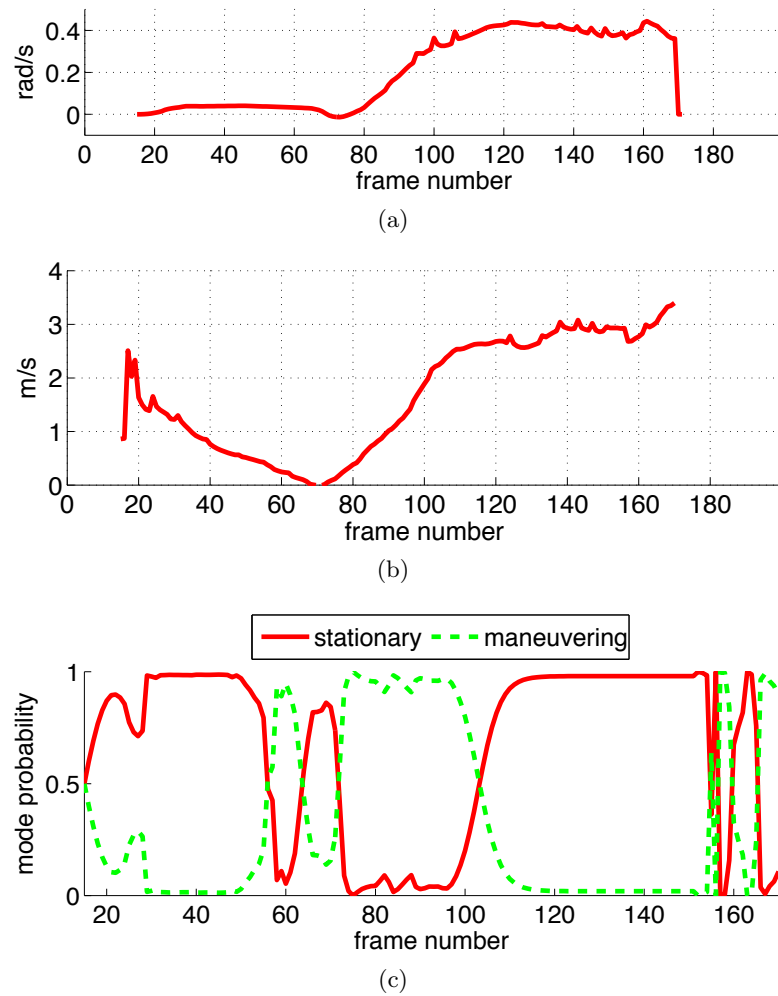 0.4
0.2
0
rad/s
0 20 40 60 80 100 120 140 160 180
frame number
(a)
4
3
2
1
0
m/s
0 20 40 60 80 100 120 140 160 180
frame number
(b)
stationary maneuvering
1
0.5
0
mode probability
20 40 60 80 100 120 140 160
frame number
(c)